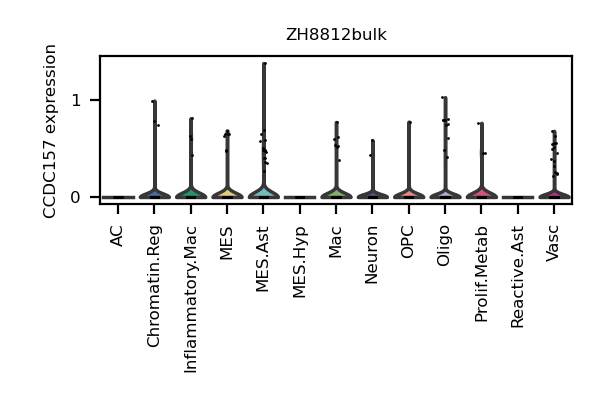 ZH8812bulk
CCDC157 expression
1
0
AC
Chromatin.Reg
Inflammatory.Mac
MES
MES.Ast
MES.Hyp
Mac
Neuron
OPC
Oligo
Prolif.Metab
Reactive.Ast
Vasc